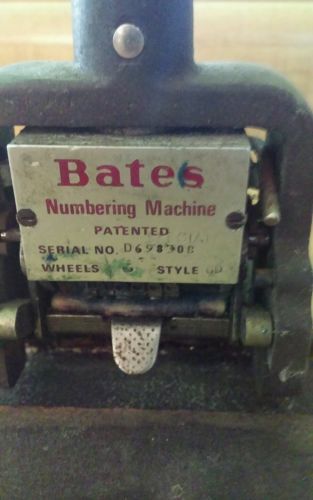 Bates
Numbering Machine
PATENTED
SERIAL NO.
WHEELS STYLE